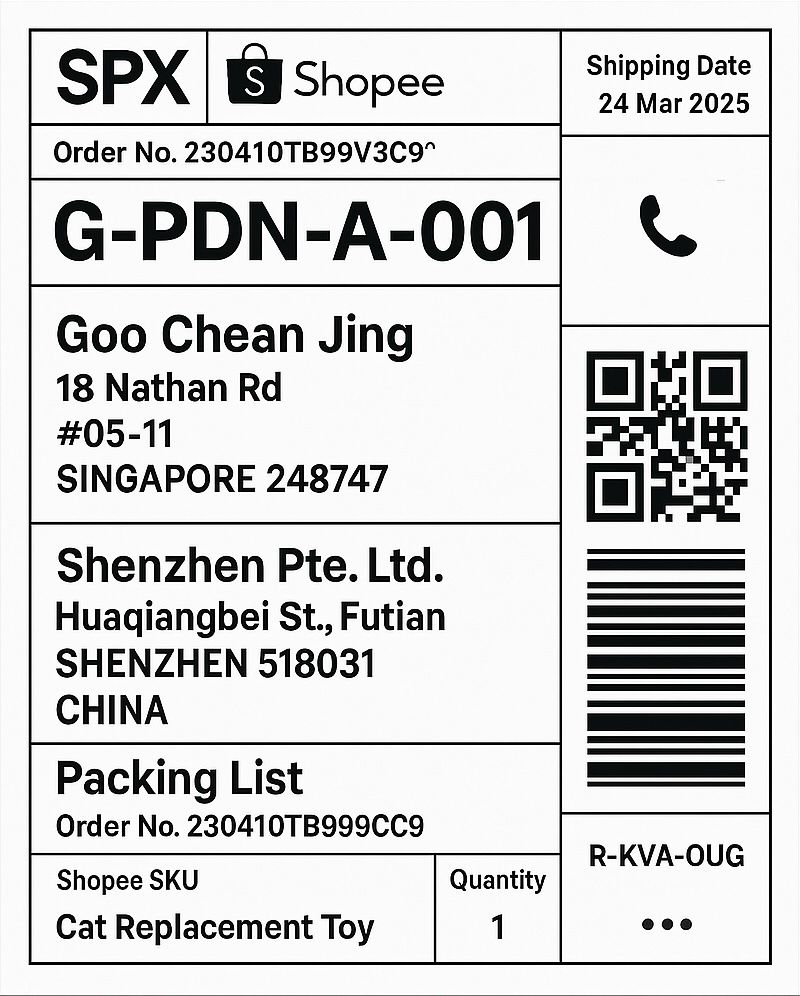 SPX
Shopee
Shipping Date
24 Mar 2025
Order No. 230410TB99V3C9^
G-PDN-A-001
Goo Chean Jing
18 Nathan Rd
#05-11
SINGAPORE 248747
Shenzhen Pte. Ltd.
Huaqiangbei St., Futian
SHENZHEN 518031
CHINA
Packing List
Order No. 230410TB999CC9
Shopee SKU
Quantity
Cat Replacement Toy
1
R-KVA-OUG
•••